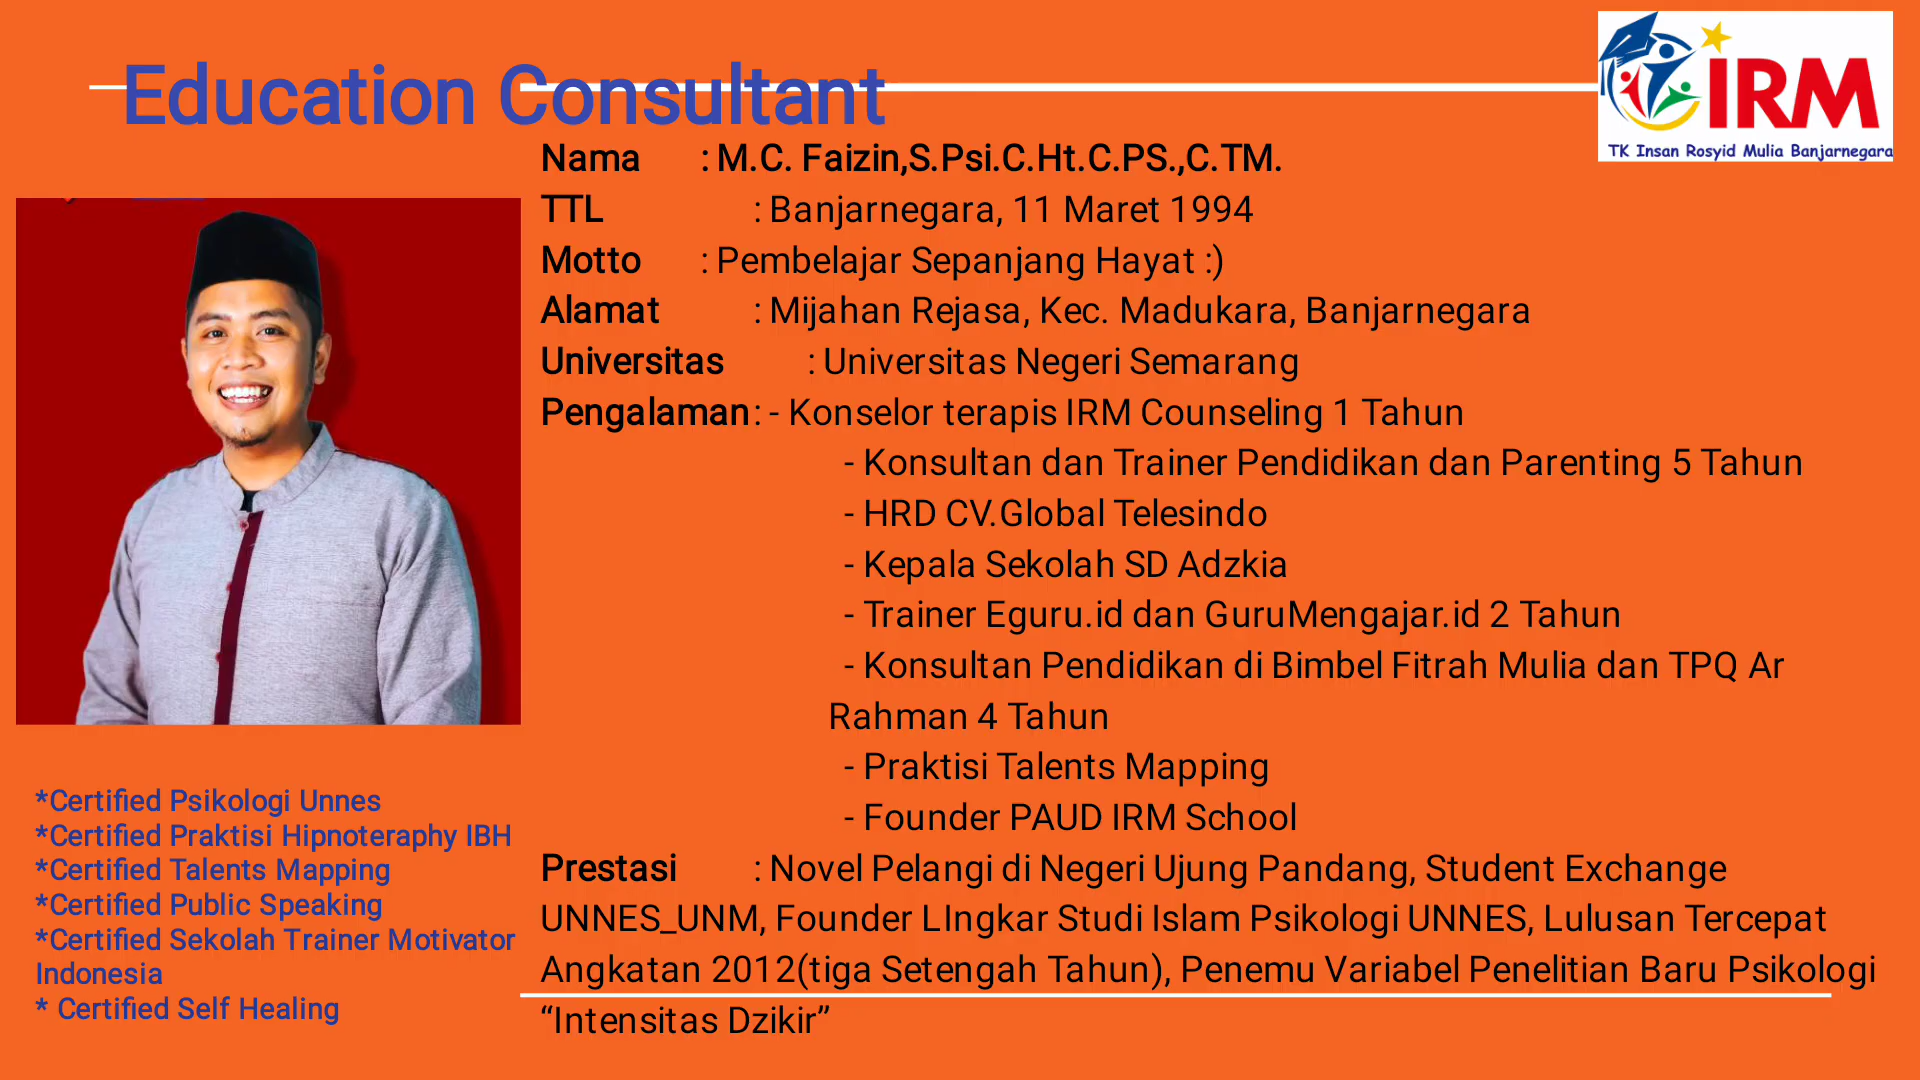 Education Consultant
IRM
TK Insan Rosyid Mulia Banjarnegara
Nama : M.C. Faizin,S.Psi.C.Ht.C.PS.,C.TM.
TTL : Banjarnegara, 11 Maret 1994
Motto : Pembelajar Sepanjang Hayat :)
Alamat : Mijahan Rejasa, Kec. Madukara, Banjarnegara
Universitas : Universitas Negeri Semarang
Pengalaman : - Konselor terapis IRM Counseling 1 Tahun
- Konsultan dan Trainer Pendidikan dan Parenting 5 Tahun
- HRD CV.Global Telesindo
- Kepala Sekolah SD Adzkia
- Trainer Eguru.id dan GuruMengajar.id 2 Tahun
- Konsultan Pendidikan di Bimbel Fitrah Mulia dan TPQ Ar
Rahman 4 Tahun
- Praktisi Talents Mapping
- Founder PAUD IRM School
Prestasi : Novel Pelangi di Negeri Ujung Pandang, Student Exchange
UNNES_UNM, Founder LIngkar Studi Islam Psikologi UNNES, Lulusan Tercepat
Angkatan 2012(tiga Setengah Tahun), Penemu Variabel Penelitian Baru Psikologi
“Intensitas Dzikir”
*Certified Psikologi Unnes
*Certified Praktisi Hipnoteraphy IBH
*Certified Talents Mapping
*Certified Public Speaking
*Certified Sekolah Trainer Motivator
Indonesia
* Certified Self Healing